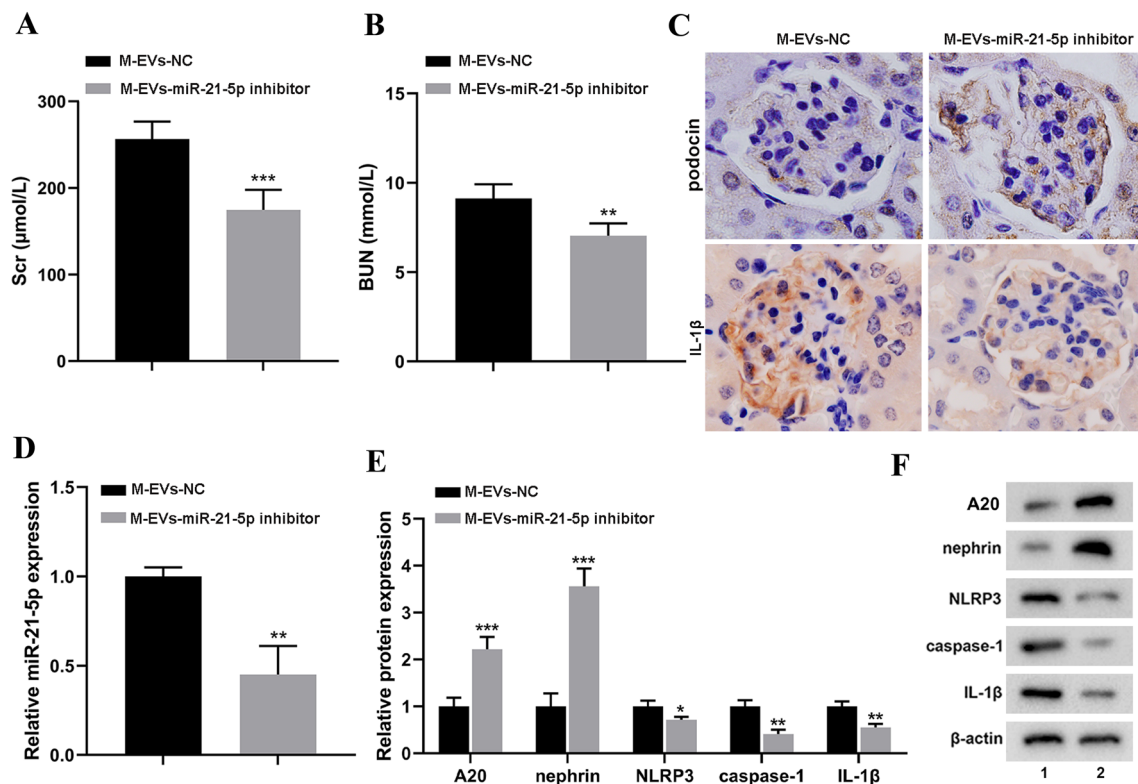 A
M-EVs-NC
M-EVs-miR-21-5p inhibitor
Scr (μmol/L)
300
200
100
0
***
B
M-EVs-NC
M-EVs-miR-21-5p inhibitor
BUN (mmol/L)
15
10
5
0
**
C
M-EVs-NC
M-EVs-miR-21-5p inhibitor
podocin
IL-1β
D
M-EVs-NC
M-EVs-miR-21-5p inhibitor
Relative miR-21-5p expression
1.5
1.0
0.5
0.0
**
E
M-EVs-NC
M-EVs-miR-21-5p inhibitor
Relative protein expression
5
4
3
2
1
0
***
***
*
**
**
A20 nephrin NLRP3 caspase-1 IL-1β
F
A20
nephrin
NLRP3
caspase-1
IL-1β
β-actin
1 2